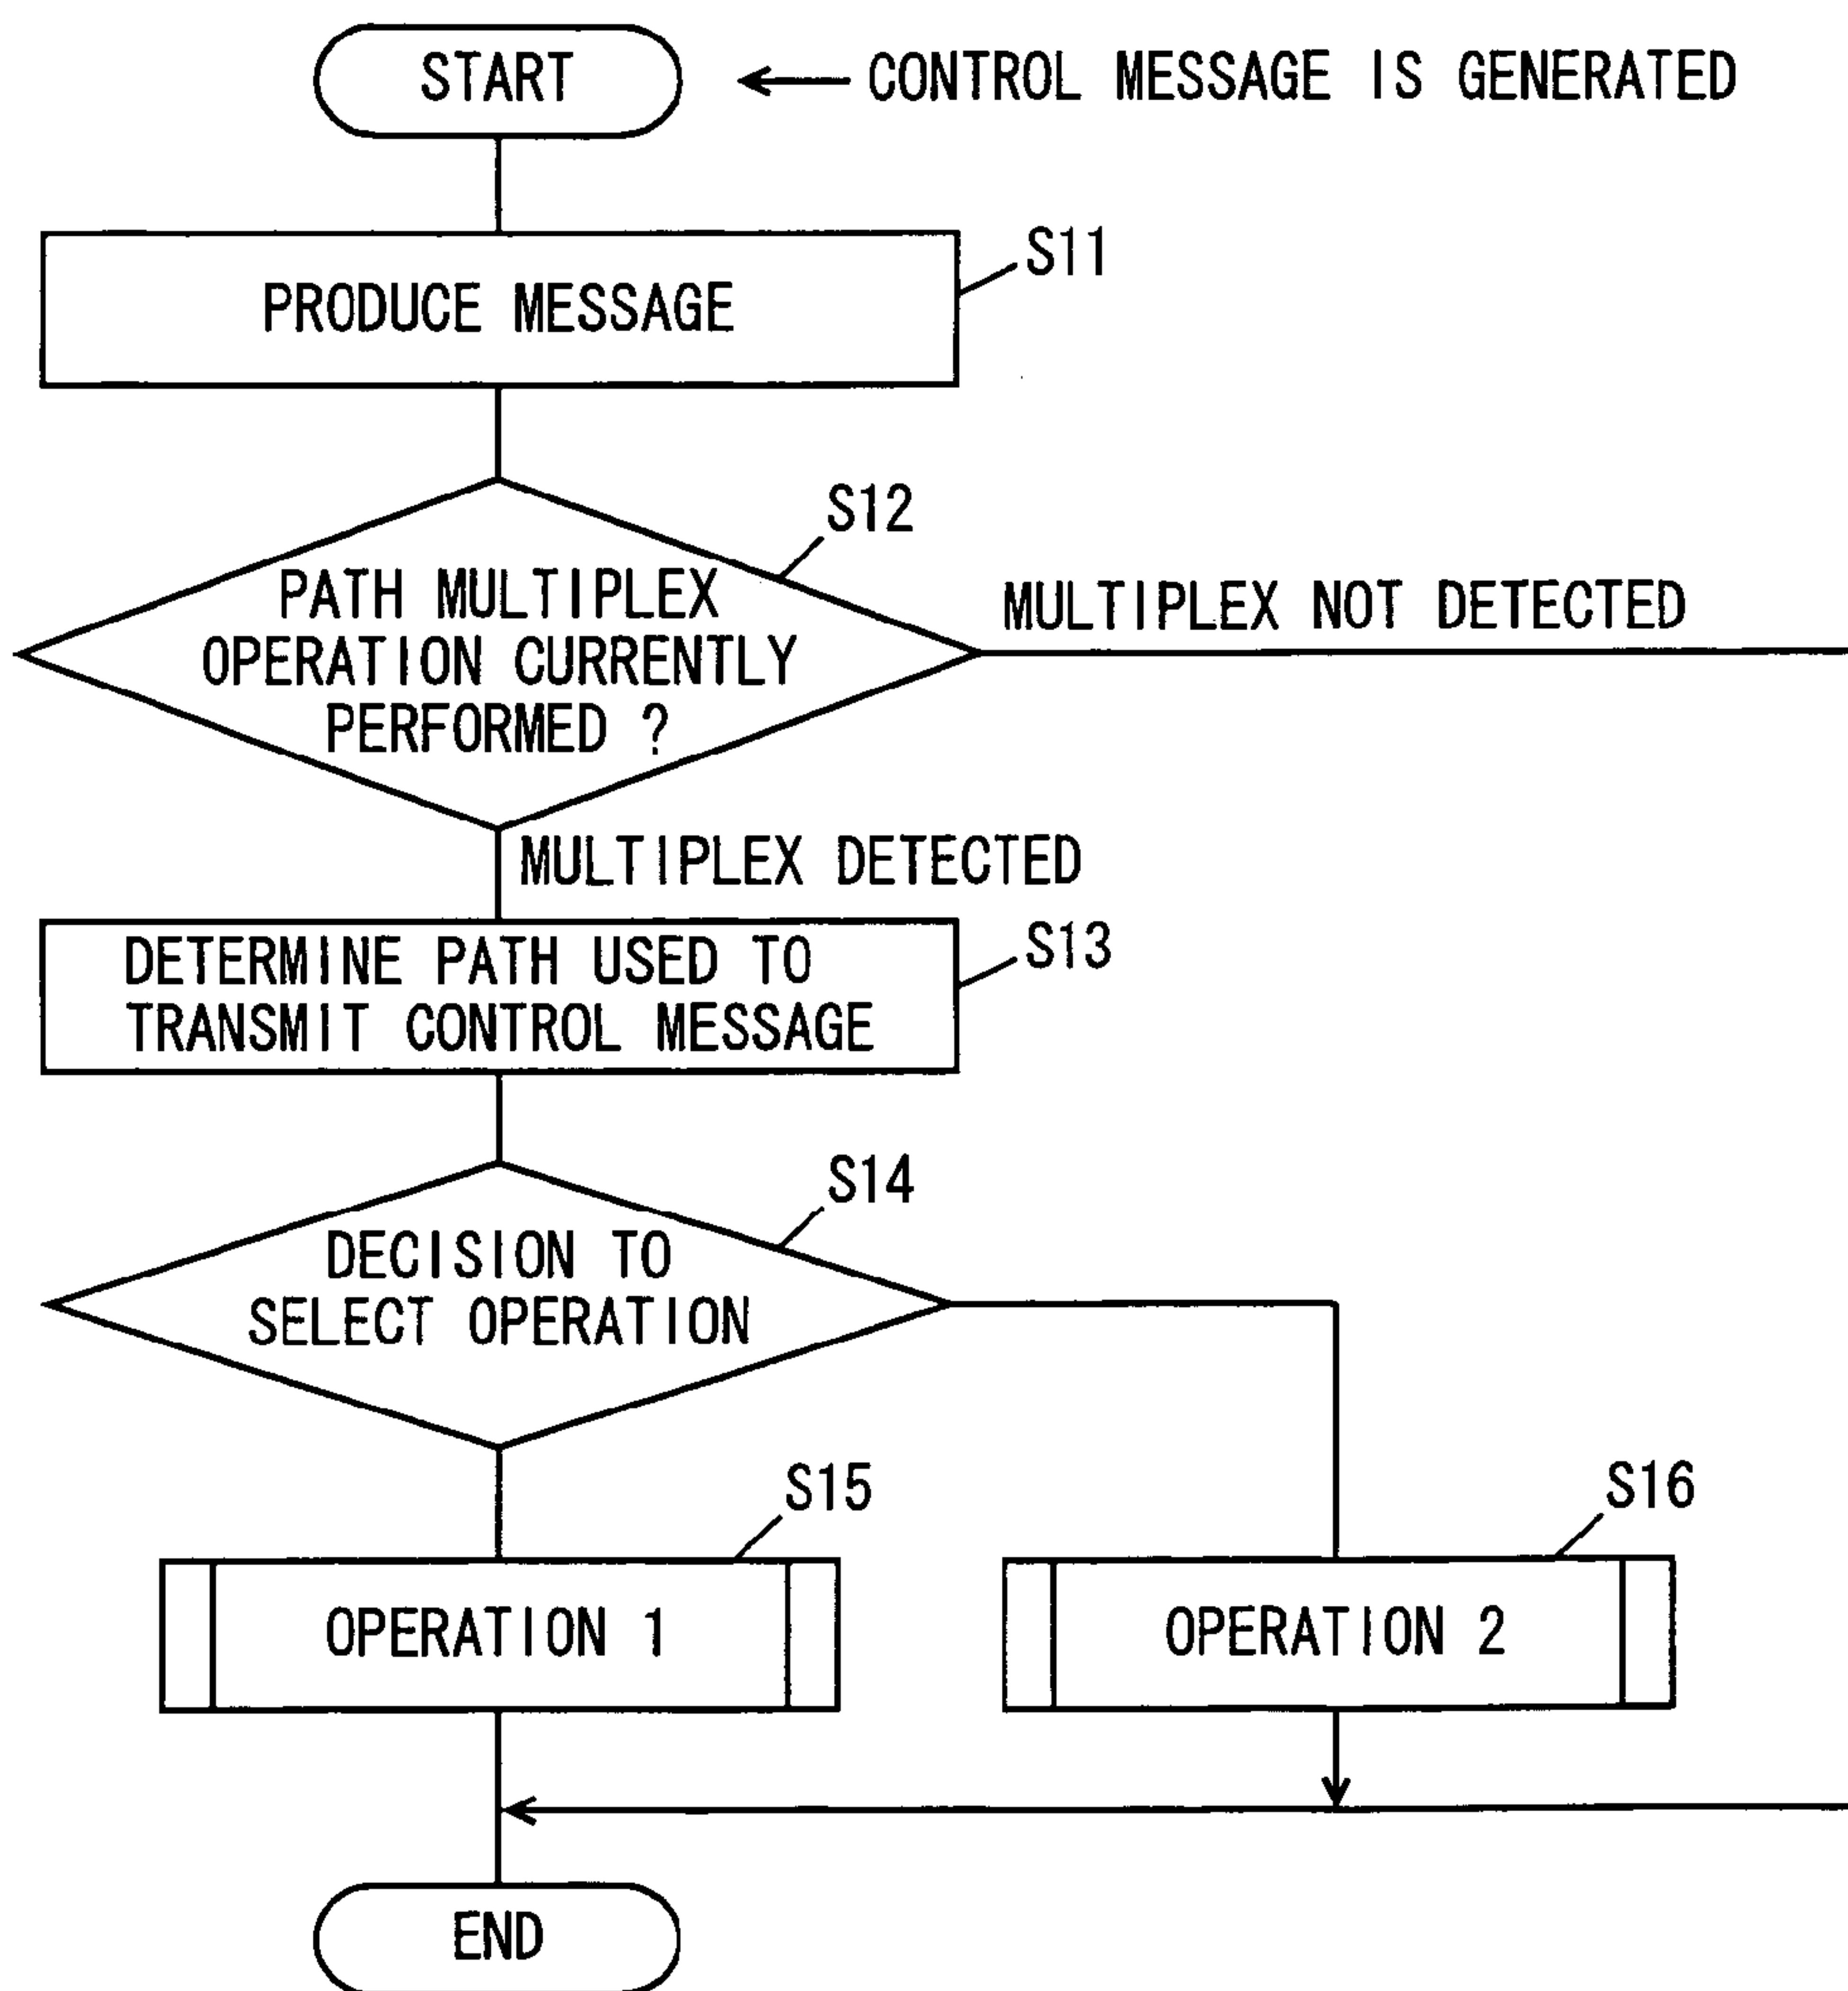 START
CONTROL MESSAGE IS GENERATED
S11
PRODUCE MESSAGE
S12
PATH MULTIPLEX
OPERATION CURRENTLY
PERFORMED ?
MULTIPLEX NOT DETECTED
MULTIPLEX DETECTED
S13
DETERMINE PATH USED TO
TRANSMIT CONTROL MESSAGE
S14
DECISION TO
SELECT OPERATION
S15
OPERATION 1
S16
OPERATION 2
END